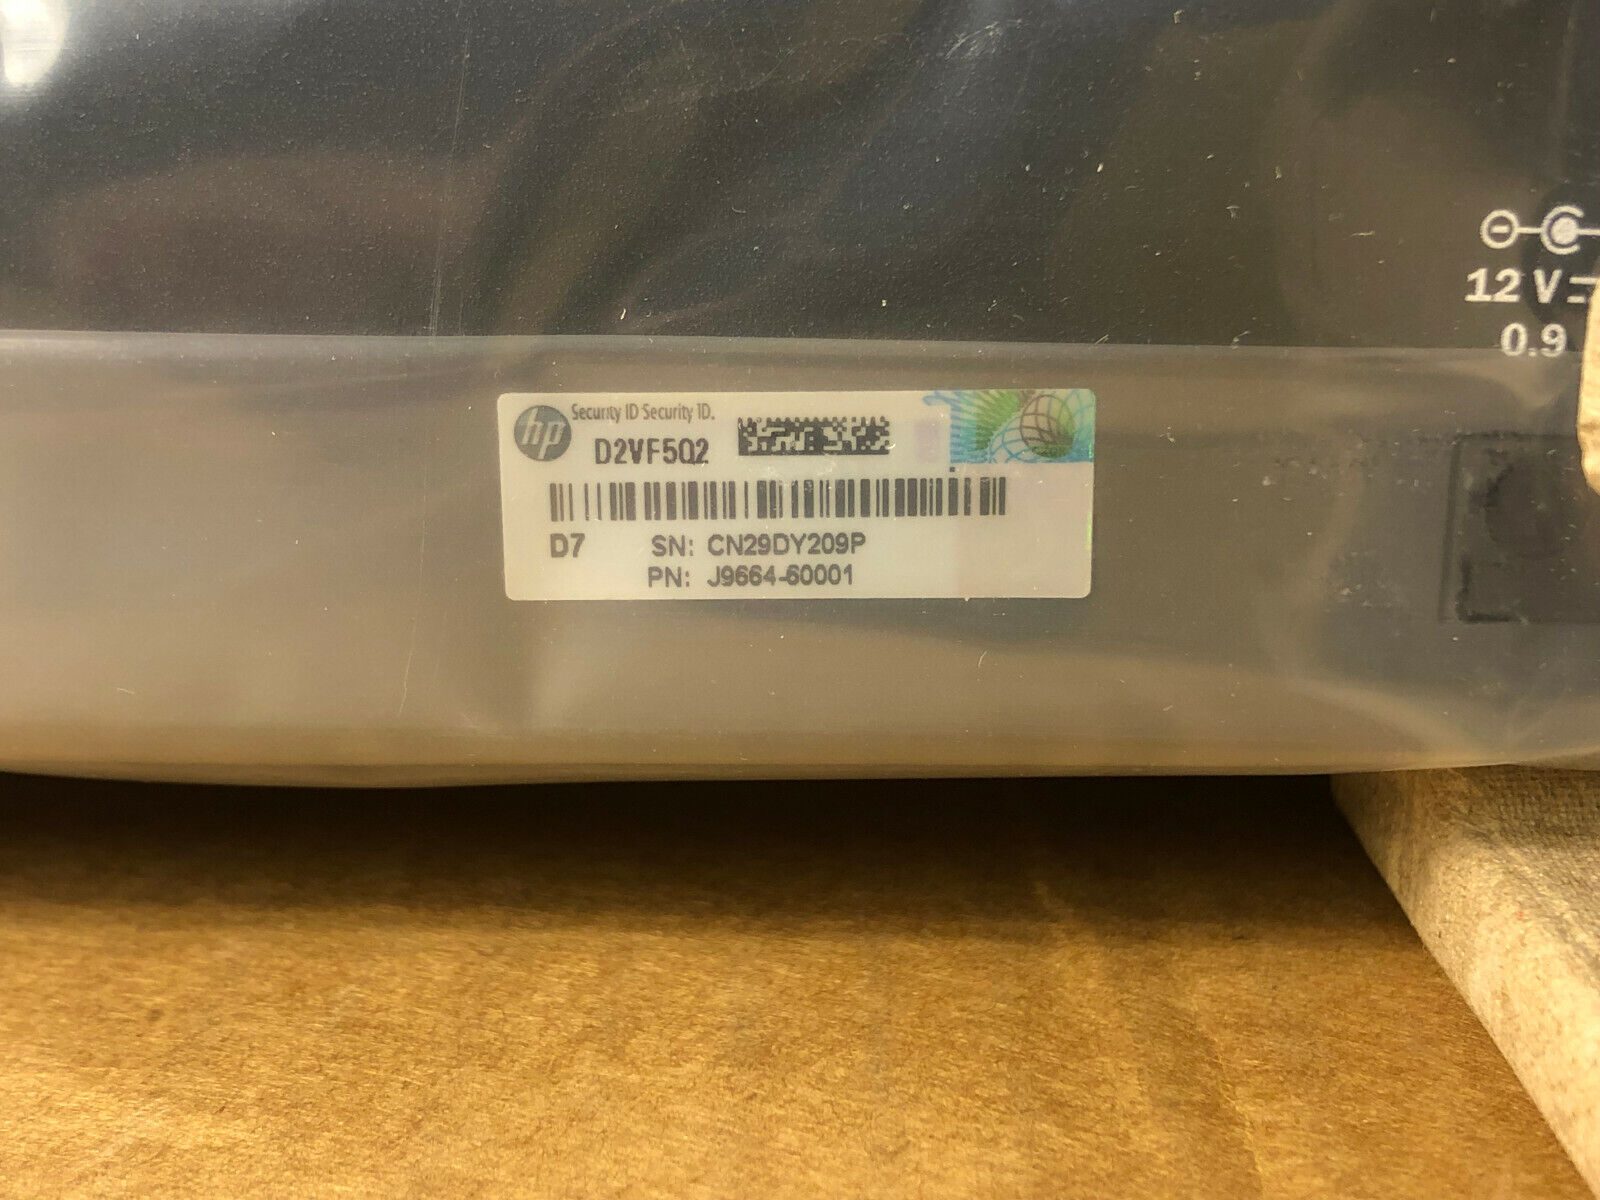 12 V
0.9
hp Security ID Security ID.
D2VF5Q2
D7 SN: CN29DY209P
PN: J9664-60001